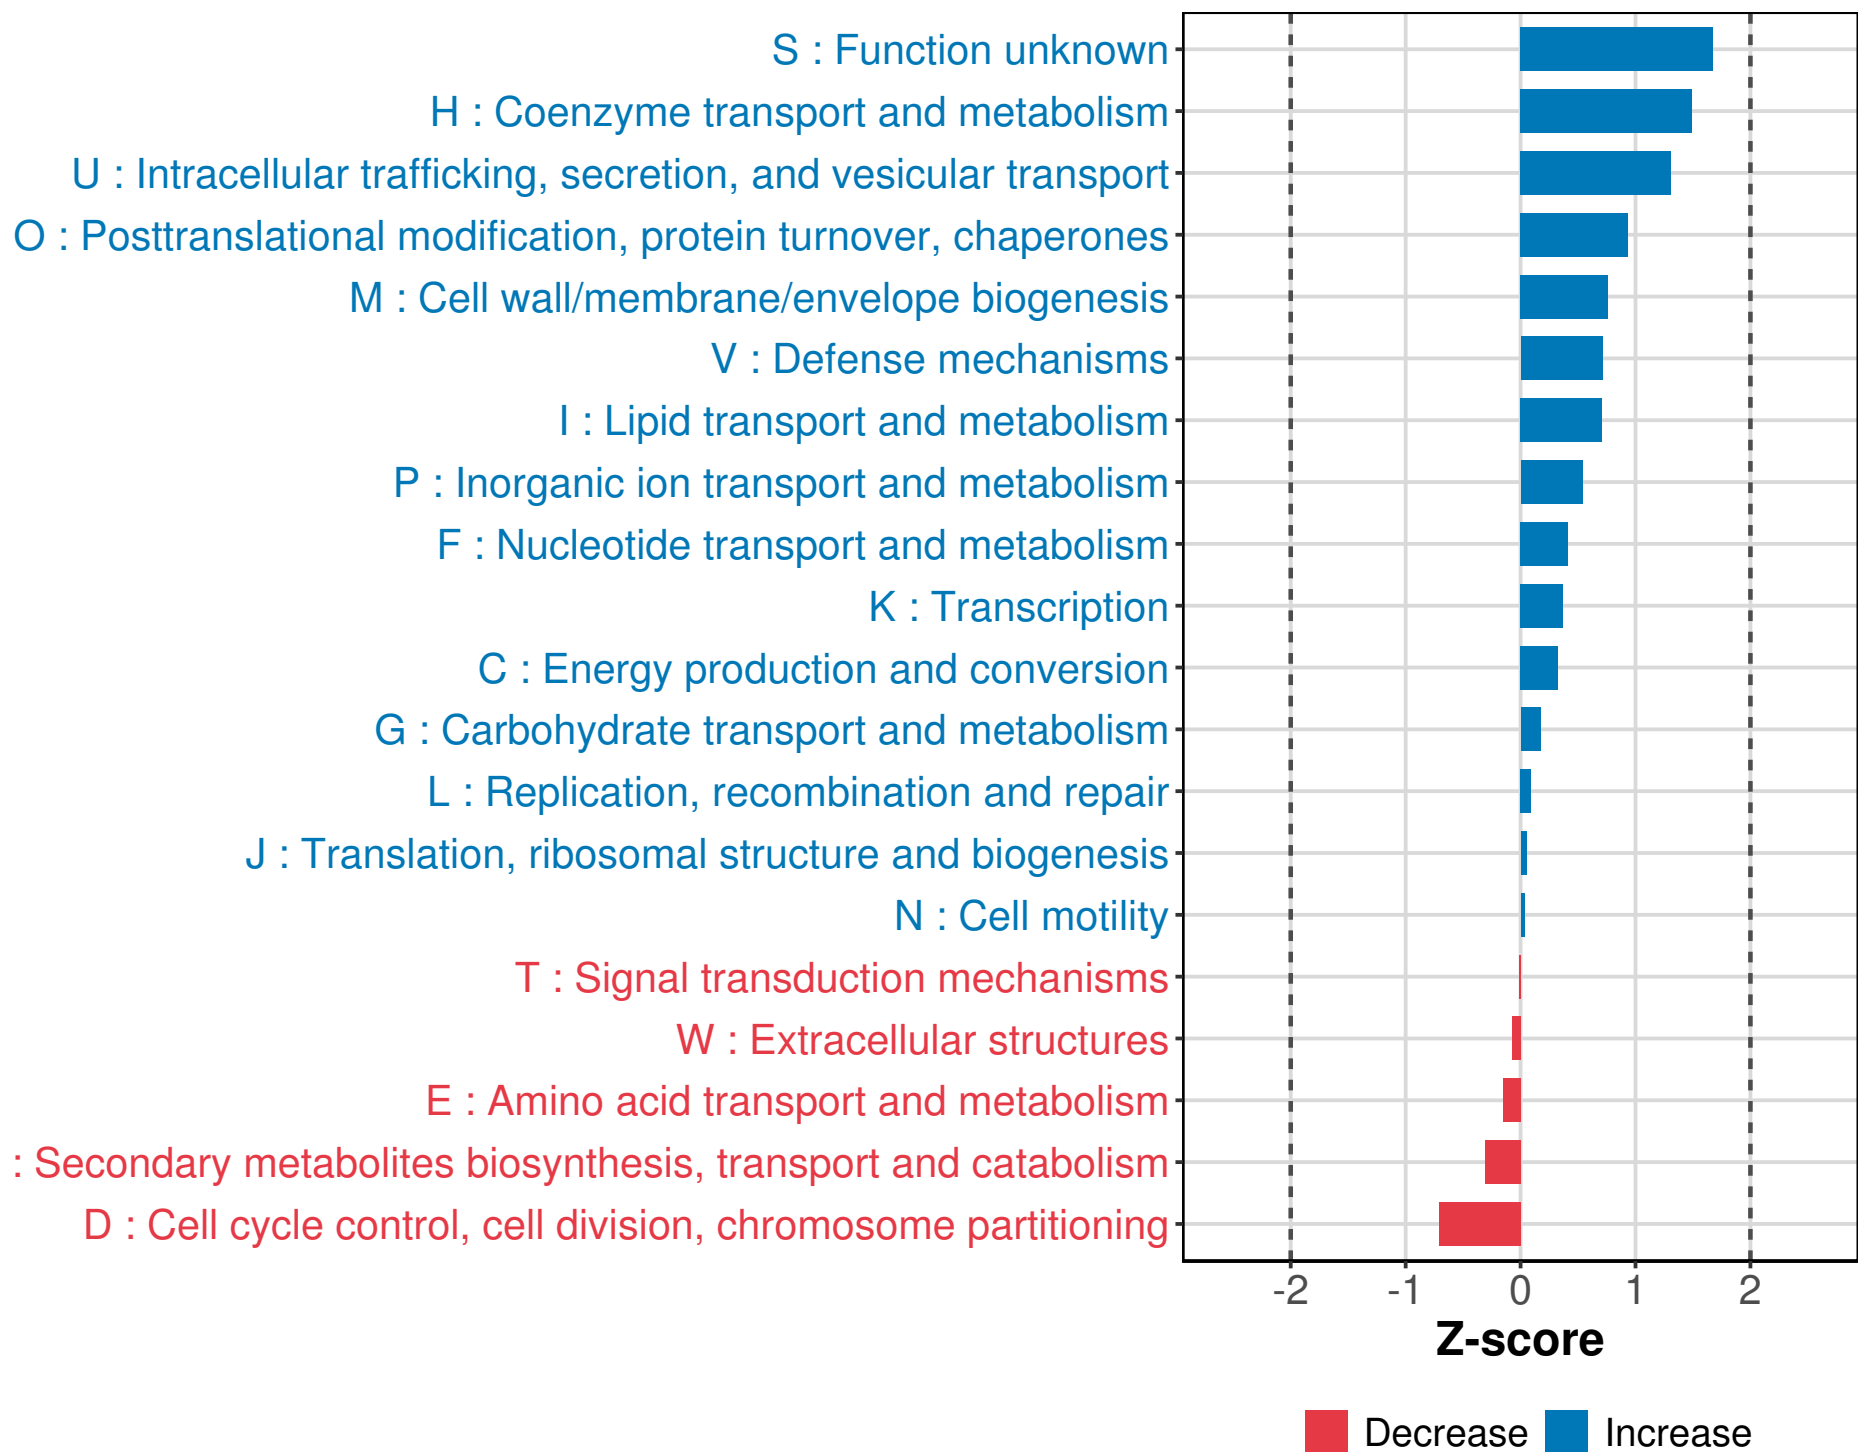 S : Function unknown
H : Coenzyme transport and metabolism
U : Intracellular trafficking, secretion, and vesicular transport
O : Posttranslational modification, protein turnover, chaperones
M : Cell wall/membrane/envelope biogenesis
V : Defense mechanisms
I : Lipid transport and metabolism
P : Inorganic ion transport and metabolism
F : Nucleotide transport and metabolism
K : Transcription
C : Energy production and conversion
G : Carbohydrate transport and metabolism
L : Replication, recombination and repair
J : Translation, ribosomal structure and biogenesis
N : Cell motility
T : Signal transduction mechanisms
W : Extracellular structures
E : Amino acid transport and metabolism
: Secondary metabolites biosynthesis, transport and catabolism
D : Cell cycle control, cell division, chromosome partitioning
-2 -1 0 1 2
Z-score
Decrease Increase